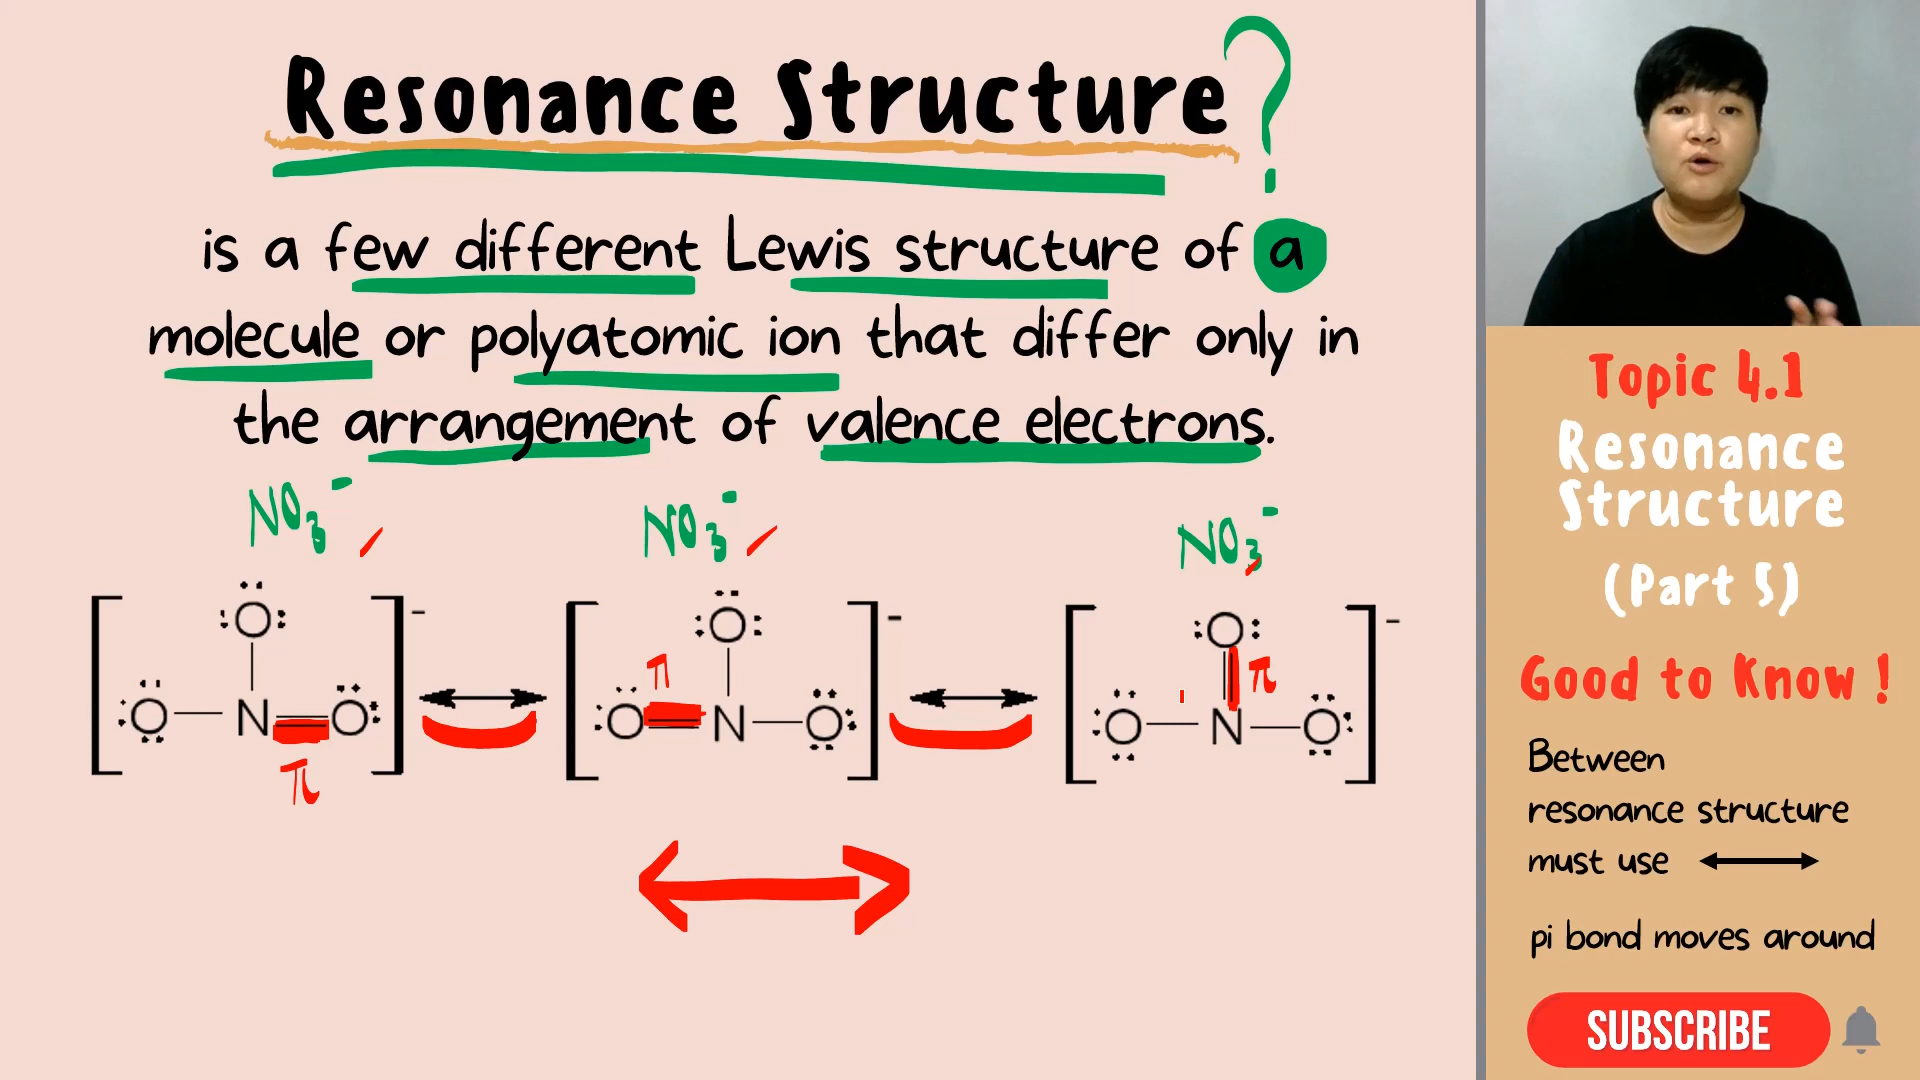 Resonance Structure?
is a few different Lewis structure of a
molecule or polyatomic ion that differ only in
the arrangement of valence electrons.
NO3- NO3- NO3-
O O O
- - -
π π
O N O O N O O N O
π
Topic 4.1
Resonance
Structure
(Part 5)
Good to Know !
Between
resonance structure
must use
pi bond moves around
SUBSCRIBE